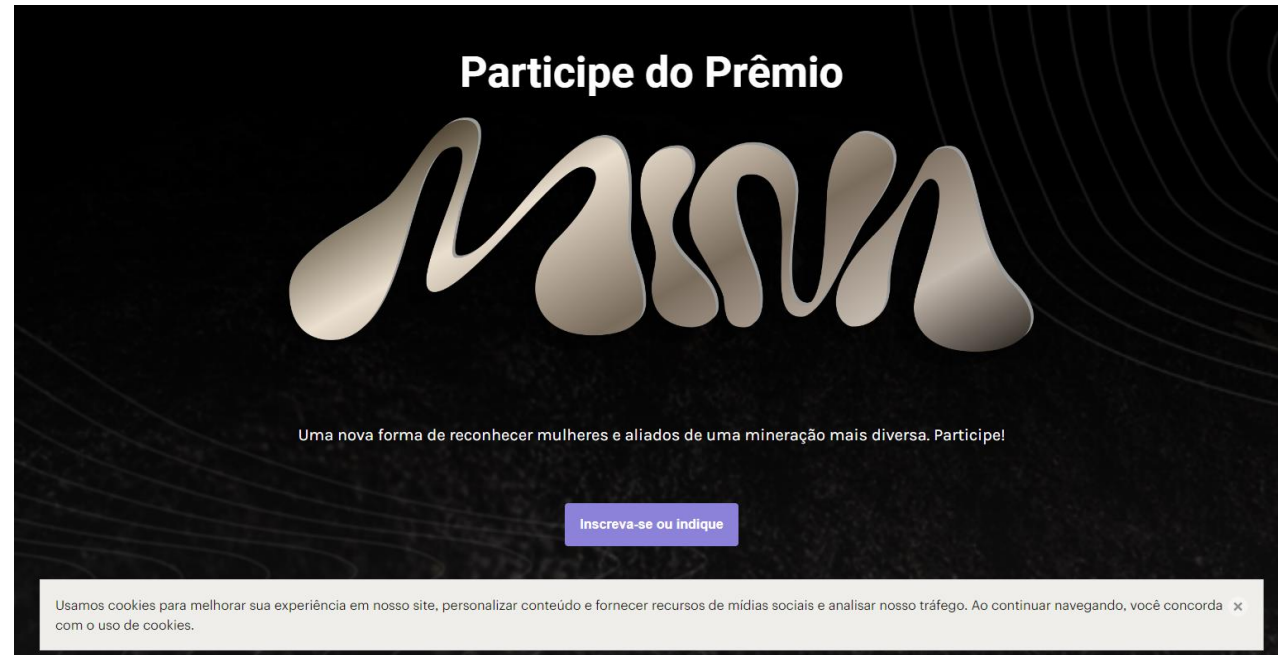 Participe do Prêmio
MINA
Uma nova forma de reconhecer mulheres e aliados de uma mineração mais diversa. Participe!
Inscreva-se ou indique
Usamos cookies para melhorar sua experiência em nosso site, personalizar conteúdo e fornecer recursos de mídias sociais e analisar nosso tráfego. Ao continuar navegando, você concorda ×
com o uso de cookies.